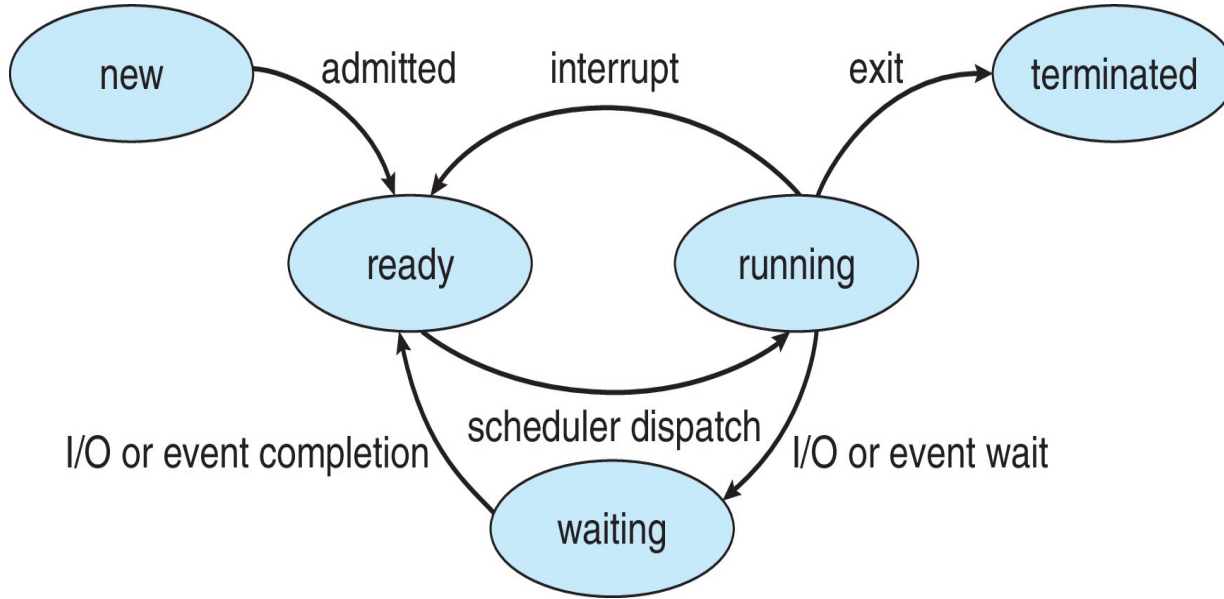 new
admitted
interrupt
exit
terminated
ready
running
scheduler dispatch
I/O or event completion
I/O or event wait
waiting